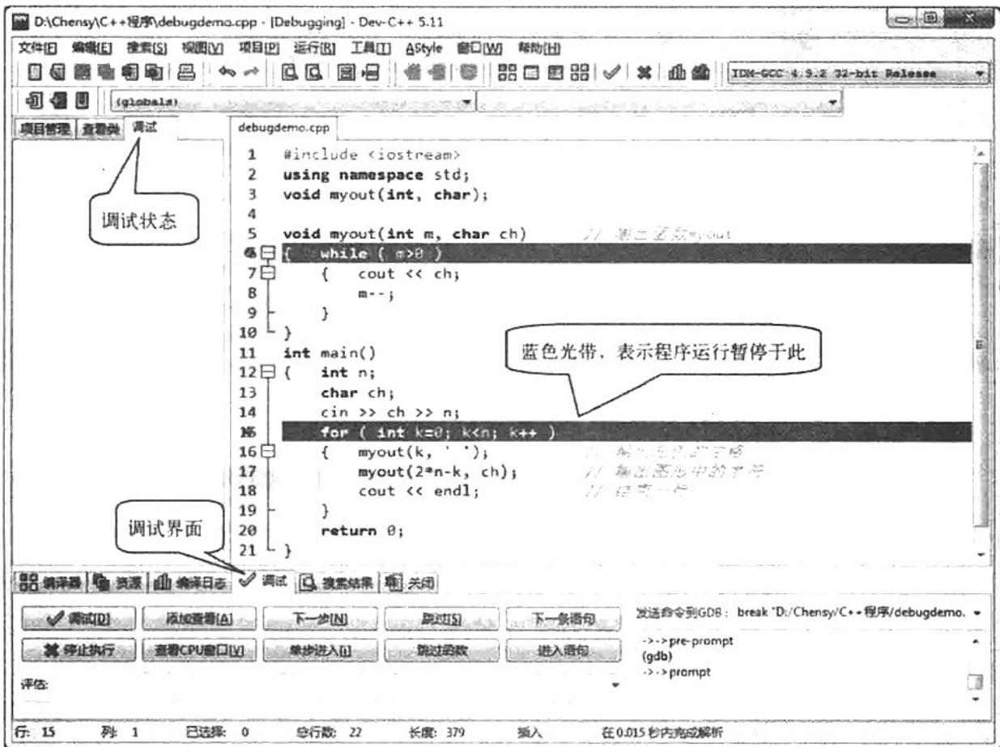 D:\Chensy\C++程序\debugdemo.cpp - [Debugging] - Dev-C++ 5.11
文件[F] 编辑[E] 搜索[S] 视图[V] 项目[P] 运行[R] 工具[T] AStyle 窗口[W] 帮助[H]
TDM-GCC 4.9.2 32-bit Release
(globals)
项目管理 查看类 调试
debugdemo.cpp
调试状态
1 #include <iostream>
2 using namespace std;
3 void myout(int, char);
4
5 void myout(int m, char ch) // 输出函数myout
6 { while ( m>0 )
7 { cout << ch;
8 m--;
9 }
10 }
11 int main()
12 { int n;
13 char ch;
14 cin >> ch >> n;
15 for ( int k=0; k<n; k++ )
16 { myout(k, ' '); //
17 myout(2*n-k, ch); // 输出图形中的字符
18 cout << endl; // 结束一行
19 }
20 return 0;
21 }
蓝色光带，表示程序运行暂停于此
调试界面
编译器 资源 编译日志 调试 搜索结果 关闭
调试[D] 添加查看[A] 下一步[N] 跳过[S] 下一条语句
发送命令到GDB： break "D:/Chensy/C++程序/debugdemo.
停止执行 查看CPU窗口[V] 单步进入[i] 跳过函数 进入语句
->->pre-prompt
(gdb)
->->prompt
评估:
行: 15 列: 1 已选择: 0 总行数: 22 长度: 379 插入 在 0.015 秒内完成解析